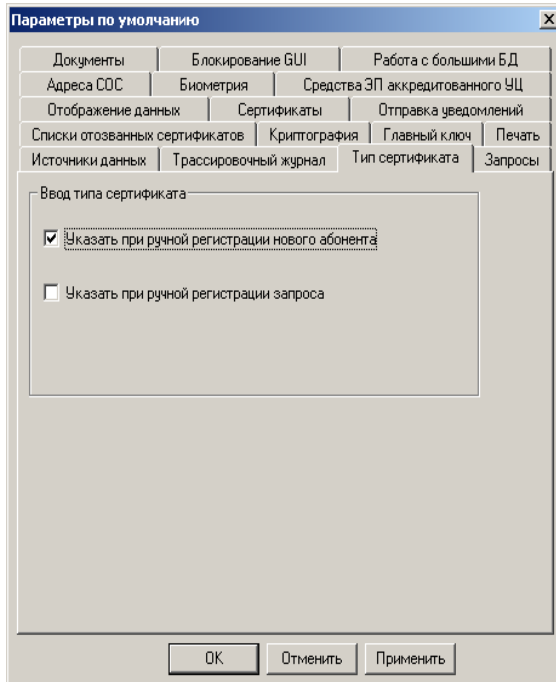 Параметры по умолчанию
Документы Блокирование GUI Работа с большими БД
Адреса СОС Биометрия Средства ЭП аккредитованного УЦ
Отображение данных Сертификаты Отправка уведомлений
Списки отозванных сертификатов Криптография Главный ключ Печать
Источники данных Трассировочный журнал Тип сертификата Запросы
Ввод типа сертификата
Указать при ручной регистрации нового абонента
Указать при ручной регистрации запроса
OK Отменить Применить